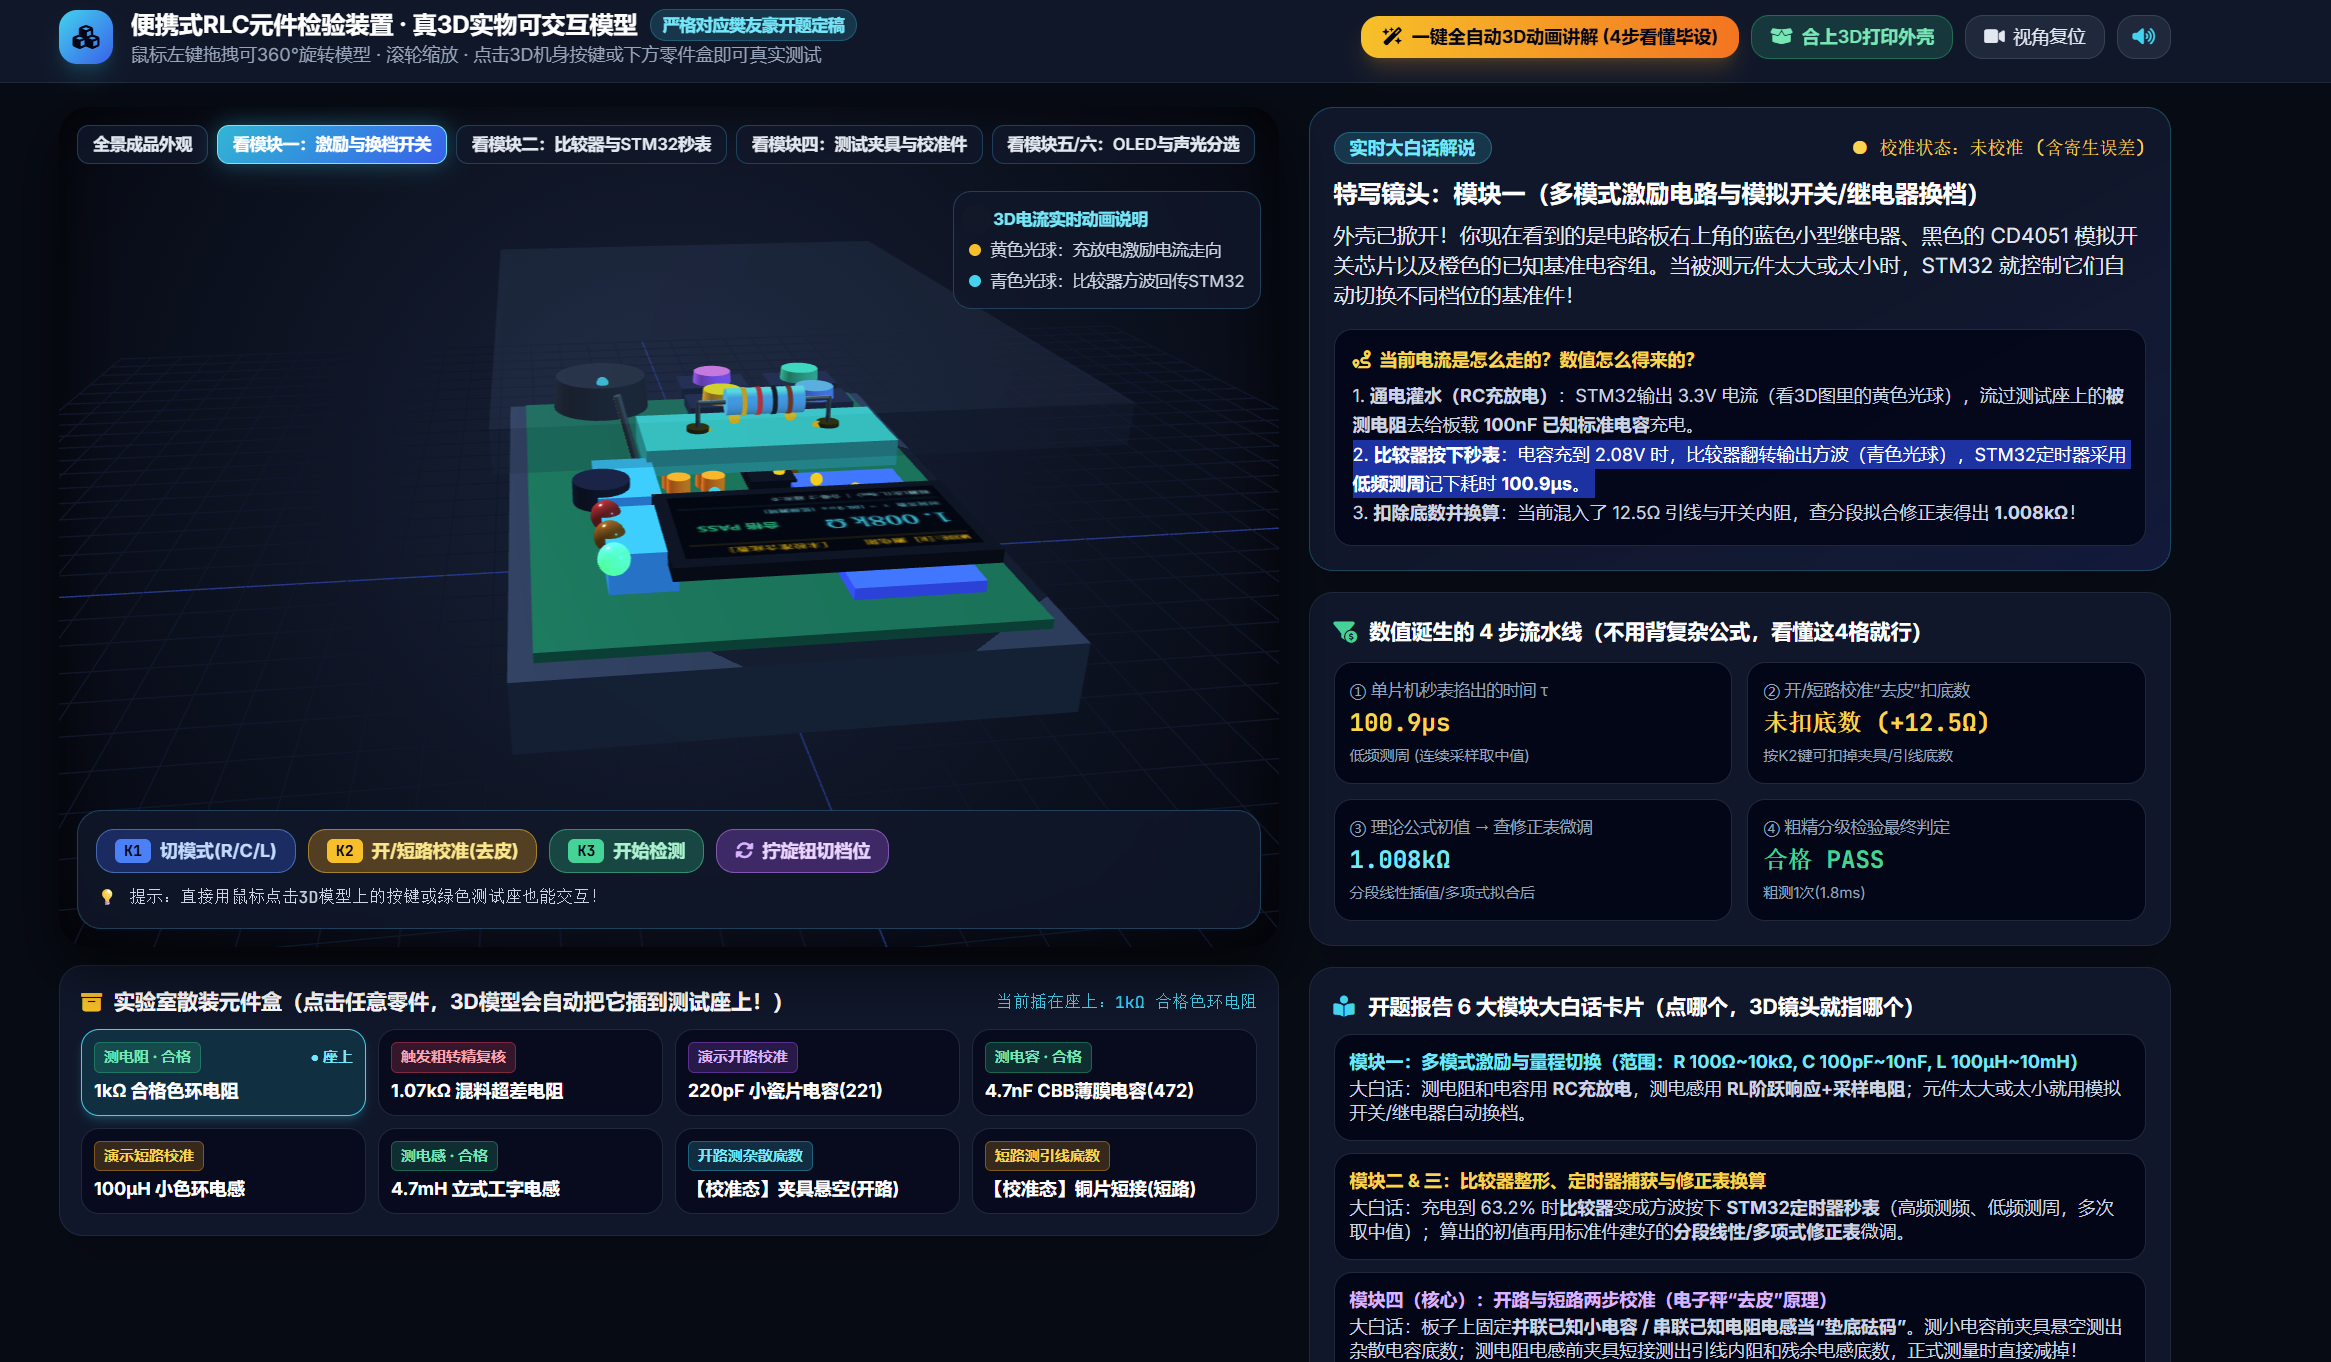 便携式RLC元件检验装置 · 真3D实物可交互模型
严格对应樊友豪开题定稿
鼠标左键拖拽可360°旋转模型 · 滚轮缩放 · 点击3D机身按键或下方零件盒即可真实测试
一键全自动3D动画讲解 (4步看懂毕设)
合上3D打印外壳
视角复位
全景成品外观
看模块一：激励与换档开关
看模块二：比较器与STM32秒表
看模块四：测试夹具与校准件
看模块五/六：OLED与声光分选
3D电流实时动画说明
黄色光球：充放电激励电流走向
青色光球：比较器方波回传STM32
1.008kΩ
合格 PASS
K1 切模式(R/C/L)
K2 开/短路校准(去皮)
K3 开始检测
拧旋钮切档位
提示：直接用鼠标点击3D模型上的按键或绿色测试座也能交互！
实验室散装元件盒（点击任意零件，3D模型会自动把它插到测试座上！）
当前插在座上：1kΩ 合格色环电阻
测电阻 · 合格
座上
1kΩ 合格色环电阻
触发粗转精复核
1.07kΩ 混料超差电阻
演示开路校准
220pF 小瓷片电容(221)
测电容 · 合格
4.7nF CBB薄膜电容(472)
演示短路校准
100μH 小色环电感
测电感 · 合格
4.7mH 立式工字电感
开路测杂散底数
【校准态】夹具悬空(开路)
短路测引线底数
【校准态】铜片短接(短路)
实时大白话解说
校准状态：未校准（含寄生误差）
特写镜头：模块一（多模式激励电路与模拟开关/继电器换档）
外壳已掀开！你现在看到的是电路板右上角的蓝色小型继电器、黑色的 CD4051 模拟开
关芯片以及橙色的已知基准电容组。当被测元件太大或太小时，STM32 就控制它们自
动切换不同档位的基准件！
当前电流是怎么走的？数值怎么得来的？
1. 通电灌水（RC充放电）：STM32输出 3.3V 电流（看3D图里的黄色光球），流过测试座上的被
测电阻去给板载 100nF 已知标准电容充电。
2. 比较器按下秒表：电容充到 2.08V 时，比较器翻转输出方波（青色光球），STM32定时器采用
低频测周记下耗时 100.9μs。
3. 扣除底数并换算：当前混入了 12.5Ω 引线与开关内阻，查分段拟合修正表得出 1.008kΩ！
数值诞生的 4 步流水线（不用背复杂公式，看懂这4格就行）
① 单片机秒表掐出的时间 τ
100.9μs
低频测周 (连续采样取中值)
② 开/短路校准“去皮”扣底数
未扣底数 (+12.5Ω)
按K2键可扣掉夹具/引线底数
③ 理论公式初值 → 查修正表微调
1.008kΩ
分段线性插值/多项式拟合后
④ 粗精分级检验最终判定
合格 PASS
粗测1次(1.8ms)
开题报告 6 大模块大白话卡片（点哪个，3D镜头就指哪个）
模块一：多模式激励与量程切换（范围：R 100Ω~10kΩ, C 100pF~10nF, L 100μH~10mH）
大白话：测电阻和电容用 RC充放电，测电感用 RL阶跃响应+采样电阻；元件太大或太小就用模拟
开关/继电器自动换档。
模块二 & 三：比较器整形、定时器捕获与修正表换算
大白话：充电到 63.2% 时比较器变成方波按下 STM32定时器秒表（高频测频、低频测周，多次
取中值）；算出的初值再用标准件建好的分段线性/多项式修正表微调。
模块四（核心）：开路与短路两步校准（电子秤“去皮”原理）
大白话：板子上固定并联已知小电容 / 串联已知电阻电感当“垫底砝码”。测小电容前夹具悬空测出
杂散电容底数；测电阻电感前夹具短接测出引线内阻和残余电感底数，正式测量时直接减掉！